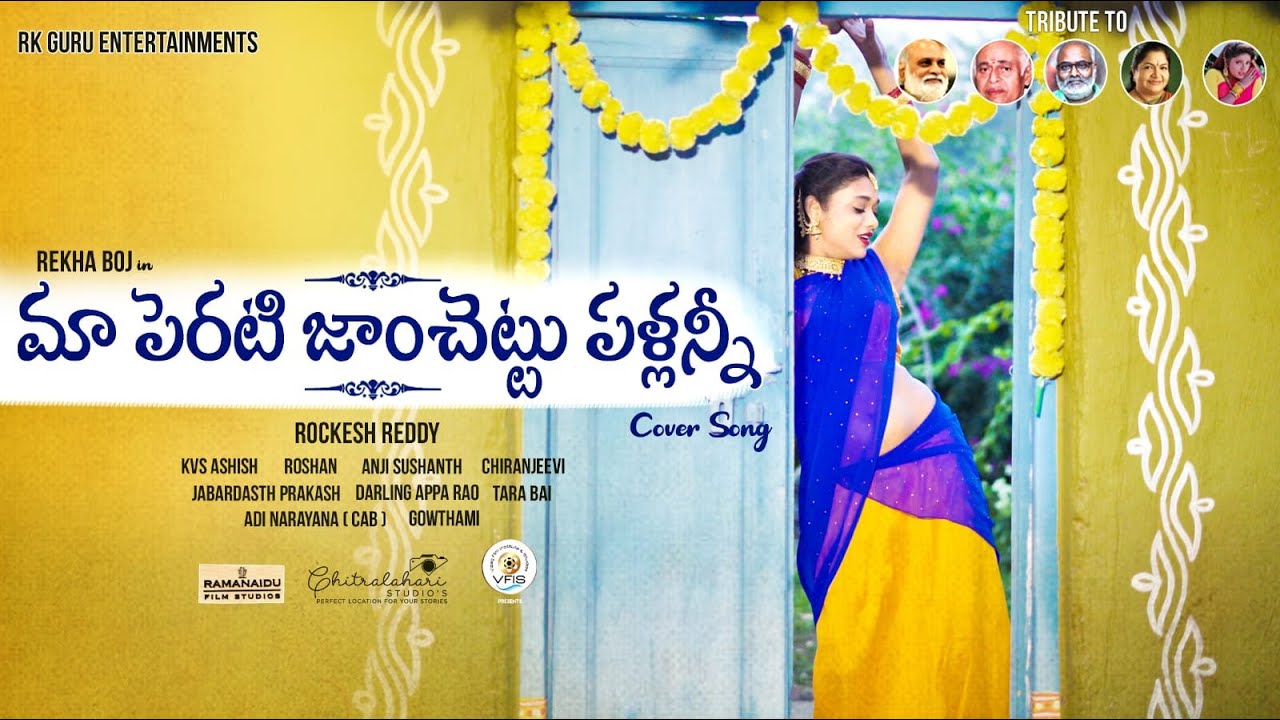 RK GURU ENTERTAINMENTS
TRIBUTE TO
REKHA BOJ in
మా పెరటి జాంచెట్టు పళ్లన్నీ
Cover Song
ROCKESH REDDY
KVS ASHISH ROSHAN ANJI SUSHANTH CHIRANJEEVI
JABARDASTH PRAKASH DARLING APPA RAO TARA BAI
ADI NARAYANA ( CAB ) GOWTHAMI
RAMANAIDU
FILM STUDIOS
Chitralahari
STUDIO'S
PERFECT LOCATION FOR YOUR STORIES
VFIS
PRESENTS